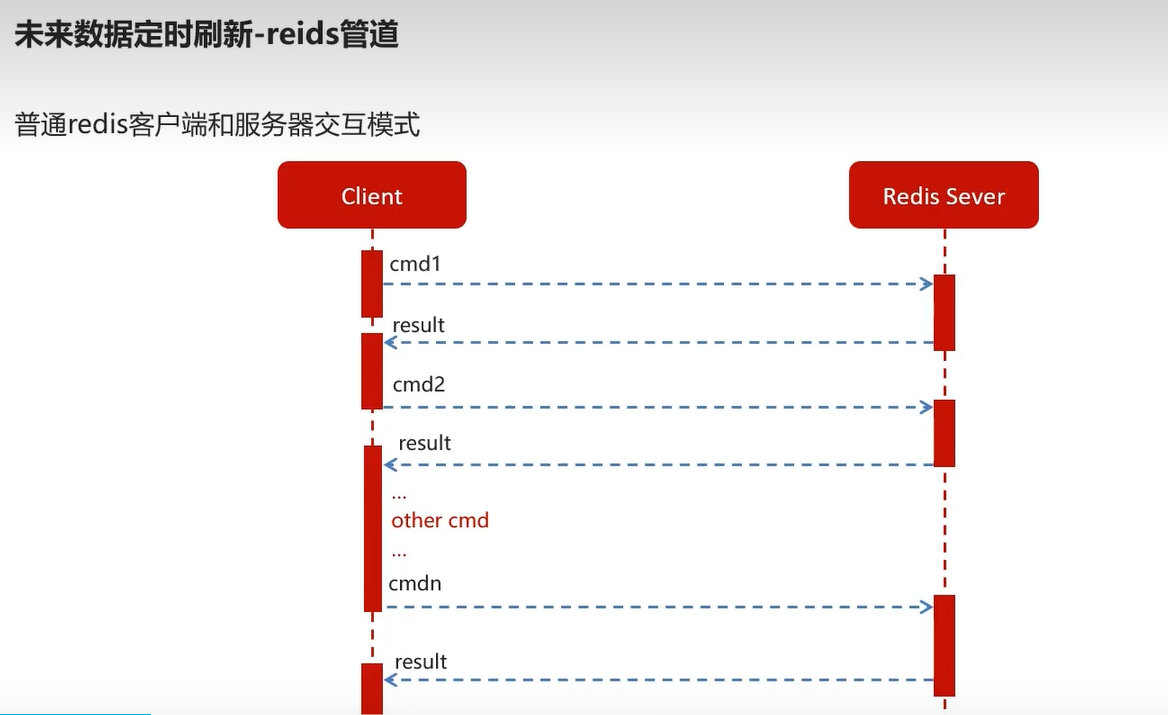 未来数据定时刷新-reids管道
普通redis客户端和服务器交互模式
Client
Redis Sever
cmd1
result
cmd2
result
...
other cmd
...
cmdn
result